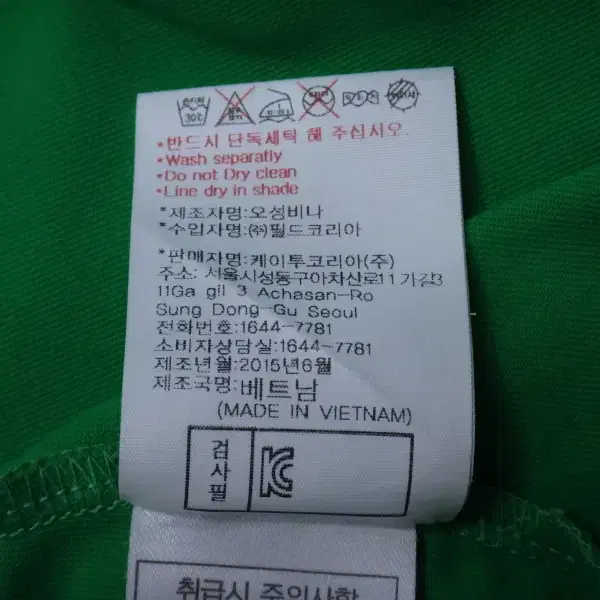 30℃
•반드시 단독세탁 해 주십시오.
•Wash separatly
•Do not Dry clean
•Line dry in shade
*제조자명:오성비나
*수입자명:㈜필드코리아
*판매자명:케이투코리아(주)
주소: 서울시성동구아차산로11가길3
11Ga gil 3 Achasan-Ro
Sung Dong-Gu Seoul
전화번호:1644-7781
소비자상담실:1644-7781
제조년월:2015년6월
제조국명:베트남
(MADE IN VIETNAM)
검사필
취급시 주의사항